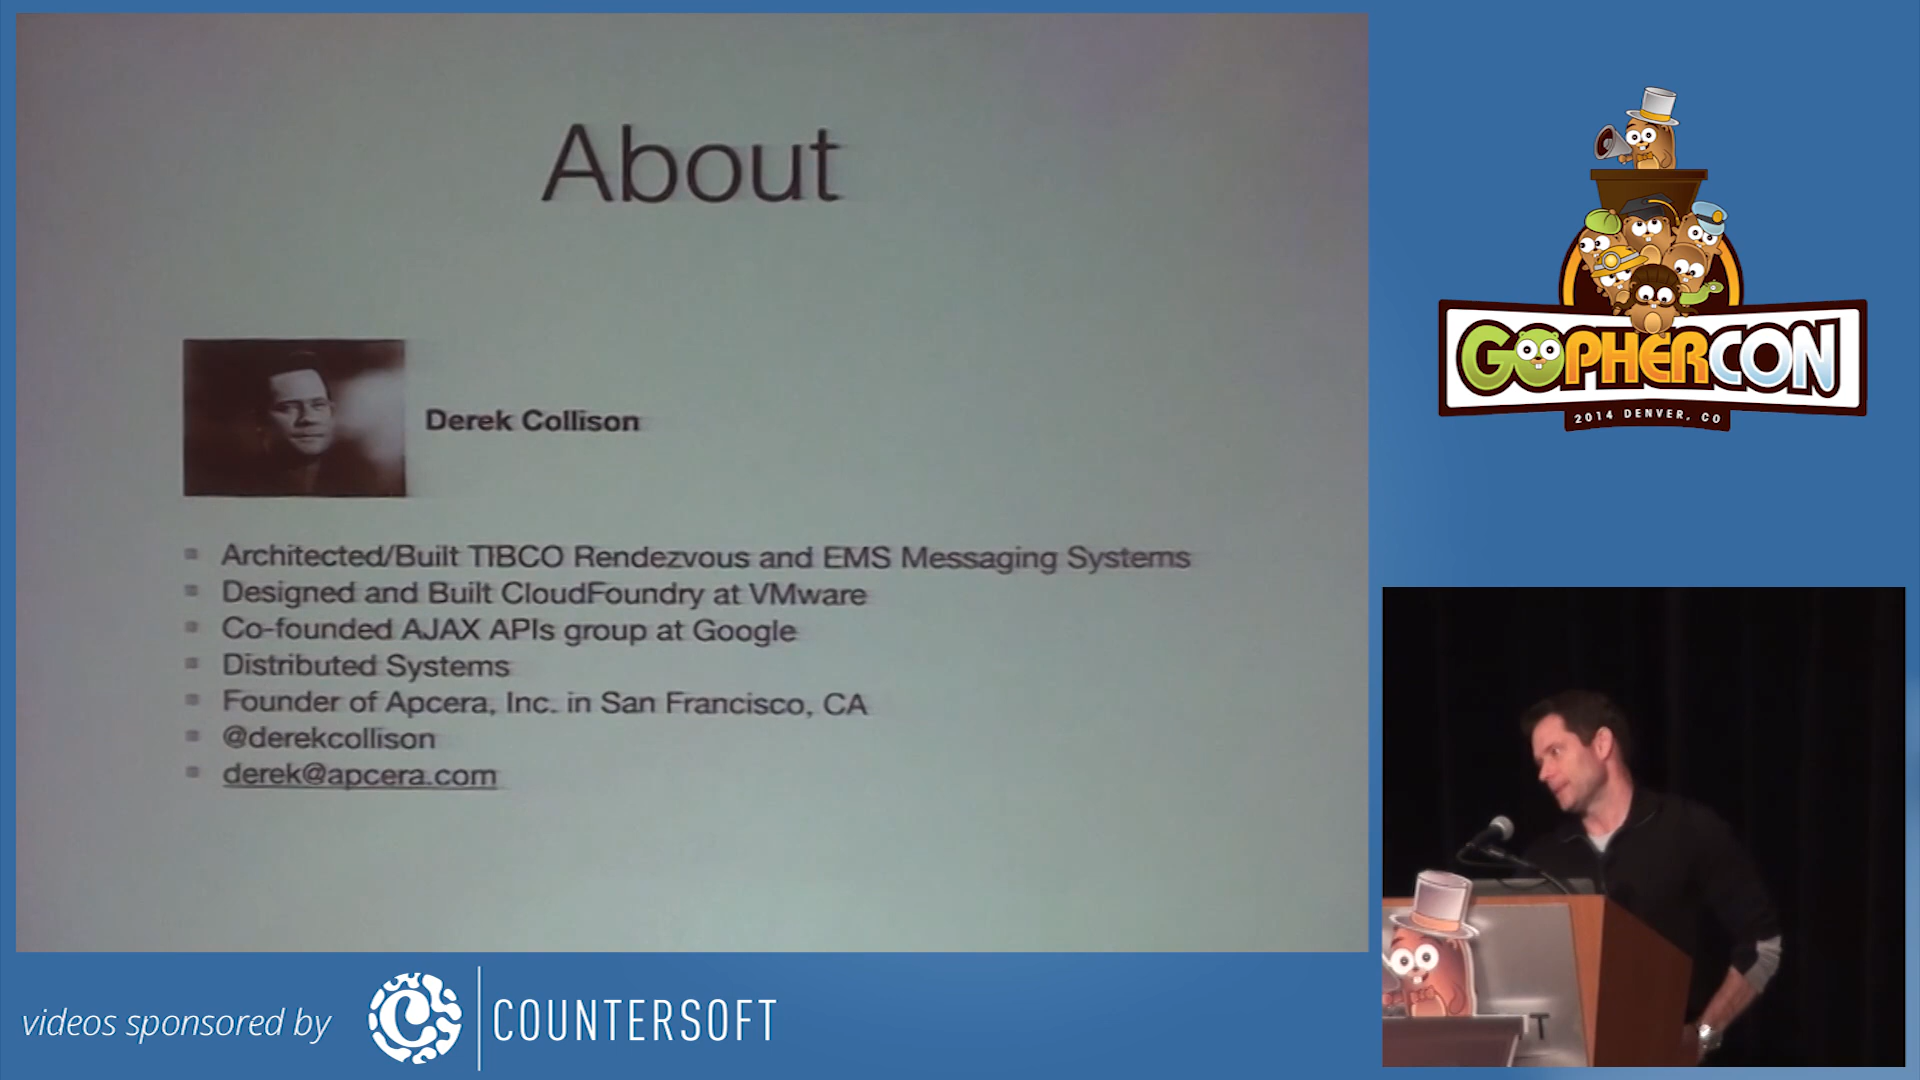 About
Derek Collison
Architected/Built TIBCO Rendezvous and EMS Messaging Systems
Designed and Built CloudFoundry at VMware
Co-founded AJAX APIs group at Google
Distributed Systems
Founder of Apcera, Inc. in San Francisco, CA
@derekcollison
derek@apcera.com
GOPHERCON
2014 DENVER, CO
T
videos sponsored by
COUNTERSOFT